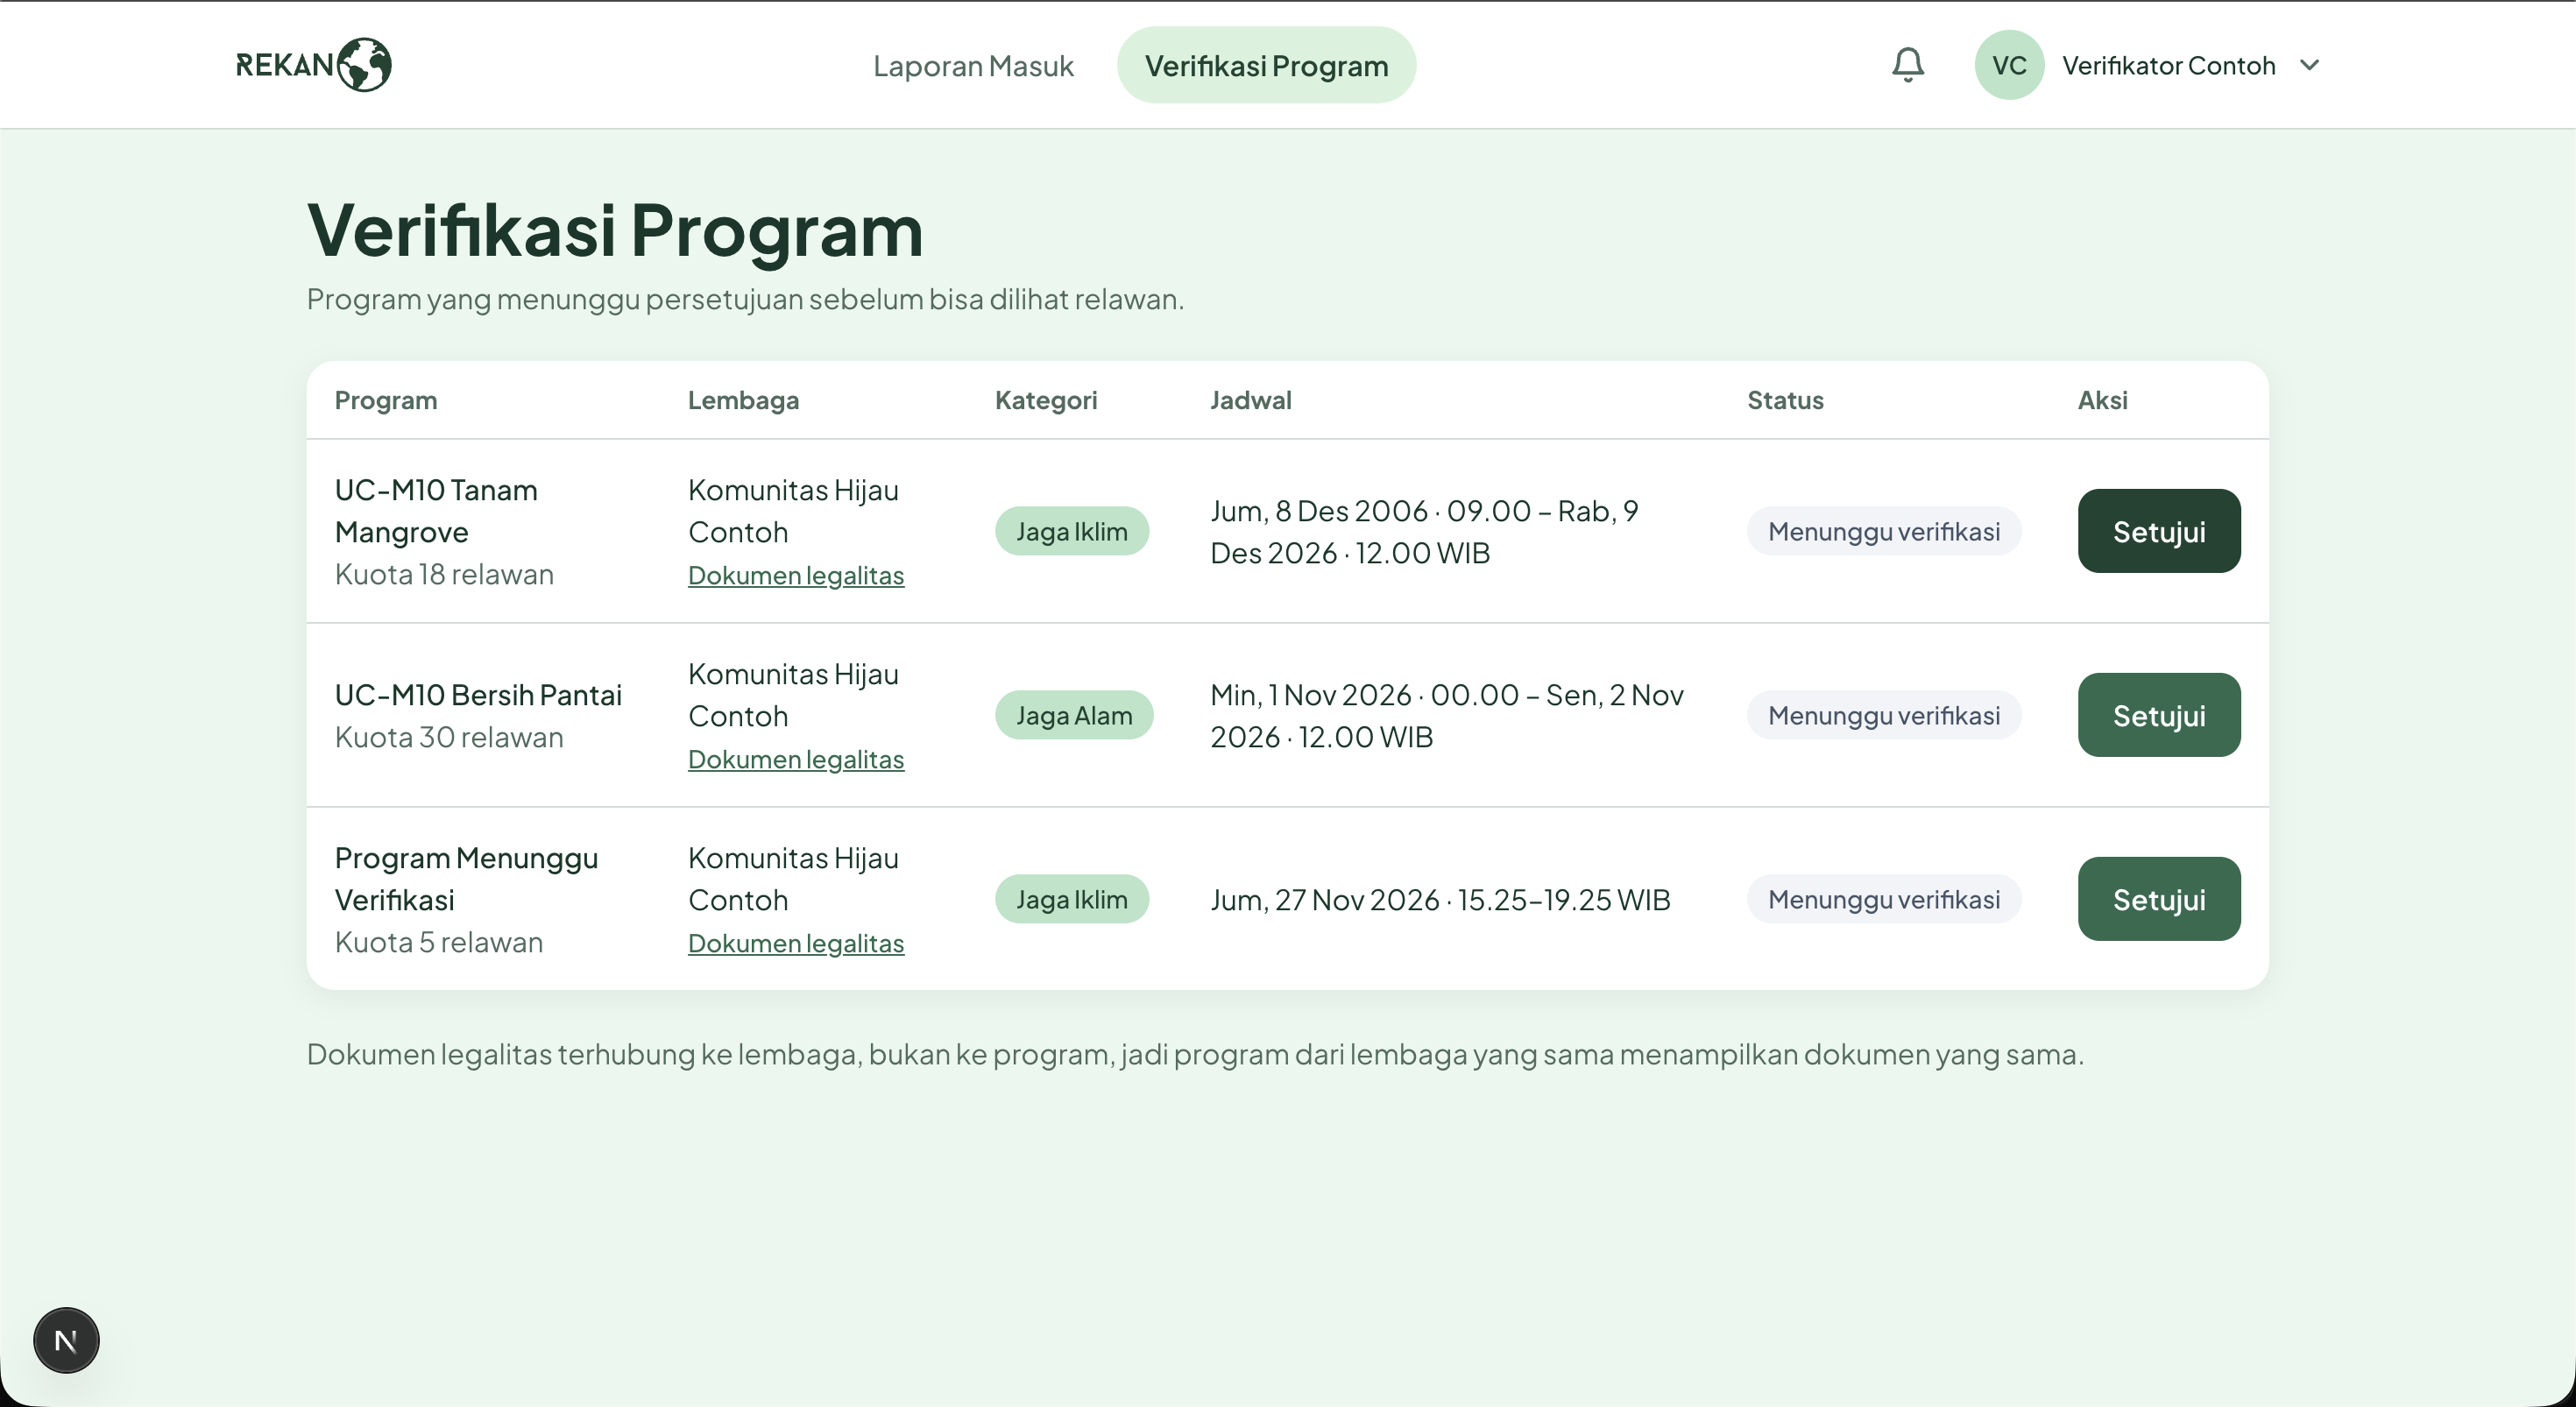 REKAN
Laporan Masuk
Verifikasi Program
VC
Verifikator Contoh
Verifikasi Program
Program yang menunggu persetujuan sebelum bisa dilihat relawan.
Program
Lembaga
Kategori
Jadwal
Status
Aksi
UC-M10 Tanam
Mangrove
Kuota 18 relawan
Komunitas Hijau
Contoh
Dokumen legalitas
Jaga Iklim
Jum, 8 Des 2006 · 09.00 – Rab, 9
Des 2026 · 12.00 WIB
Menunggu verifikasi
Setujui
UC-M10 Bersih Pantai
Kuota 30 relawan
Komunitas Hijau
Contoh
Dokumen legalitas
Jaga Alam
Min, 1 Nov 2026 · 00.00 – Sen, 2 Nov
2026 · 12.00 WIB
Menunggu verifikasi
Setujui
Program Menunggu
Verifikasi
Kuota 5 relawan
Komunitas Hijau
Contoh
Dokumen legalitas
Jaga Iklim
Jum, 27 Nov 2026 · 15.25–19.25 WIB
Menunggu verifikasi
Setujui
Dokumen legalitas terhubung ke lembaga, bukan ke program, jadi program dari lembaga yang sama menampilkan dokumen yang sama.
N